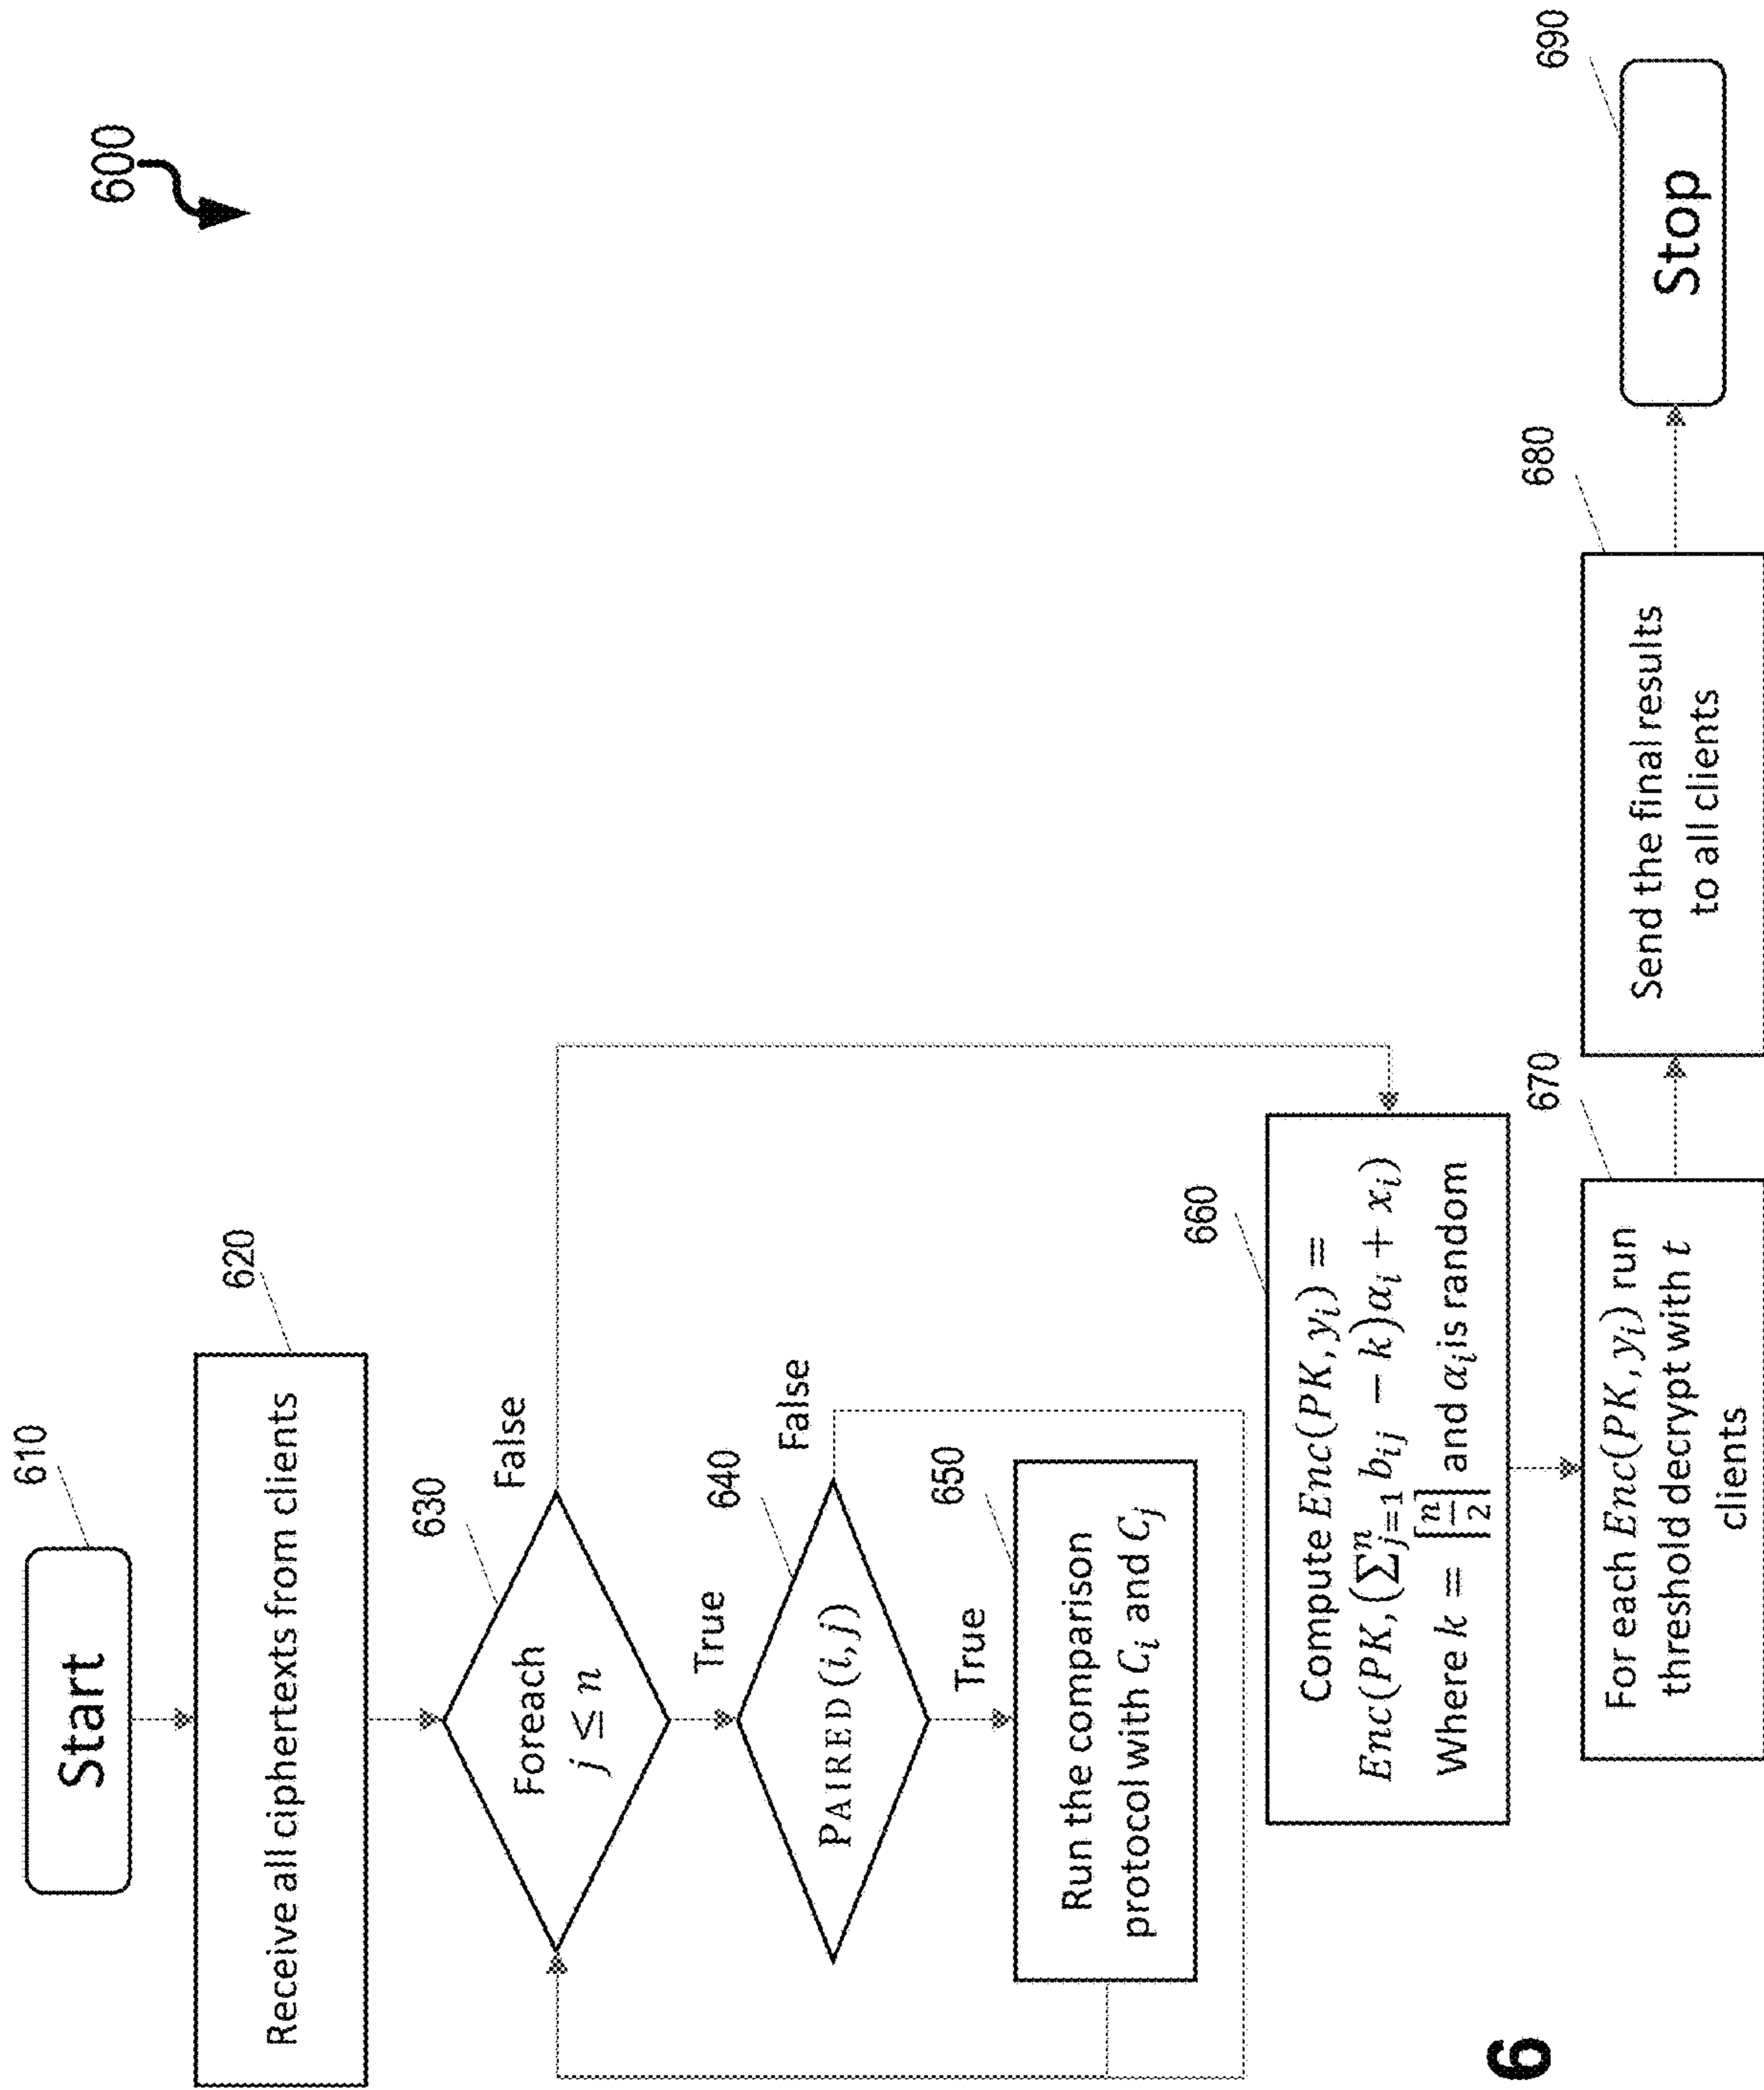 600
610
Start
620
Receive all ciphertexts from clients
630
Foreach
j ≤ n
False
True
640
PAIRED(i, j)
False
True
650
Run the comparison
protocol with C_i and C_j
660
Compute Enc(PK, y_i) =
Enc(PK, (∑_{j=1}^{n} b_{ij} − k)α_i + x_i)
Where k = ⌈n/2⌉ and α_i is random
670
For each Enc(PK, y_i) run
threshold decrypt with t
clients
680
Send the final results
to all clients
690
Stop
6